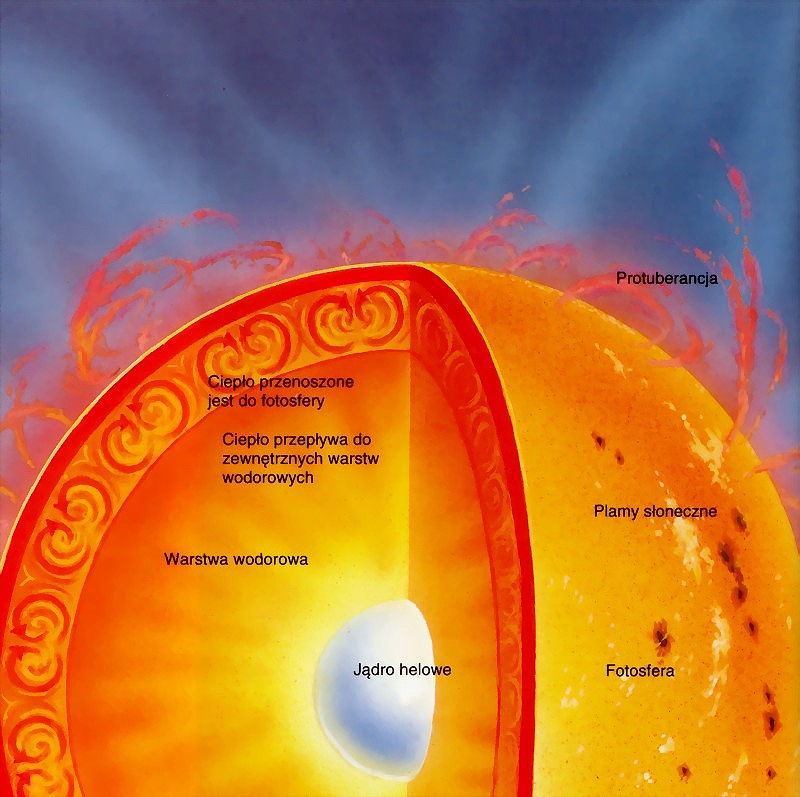 Protuberancja
Ciepło przenoszone
jest do fotosfery
Ciepło przepływa do
zewnętrznych warstw
wodorowych
Plamy słoneczne
Warstwa wodorowa
Jądro helowe
Fotosfera